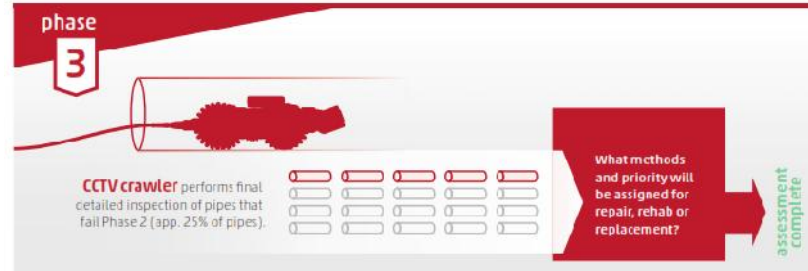 phase
3
CCTV crawler performs final
cetailed inspection of pipes that
fail Phase 2 (app. 25% of pipes).
What methods
and priority will
be assigned for
repair, rehab or
replacement?
assessment
complete